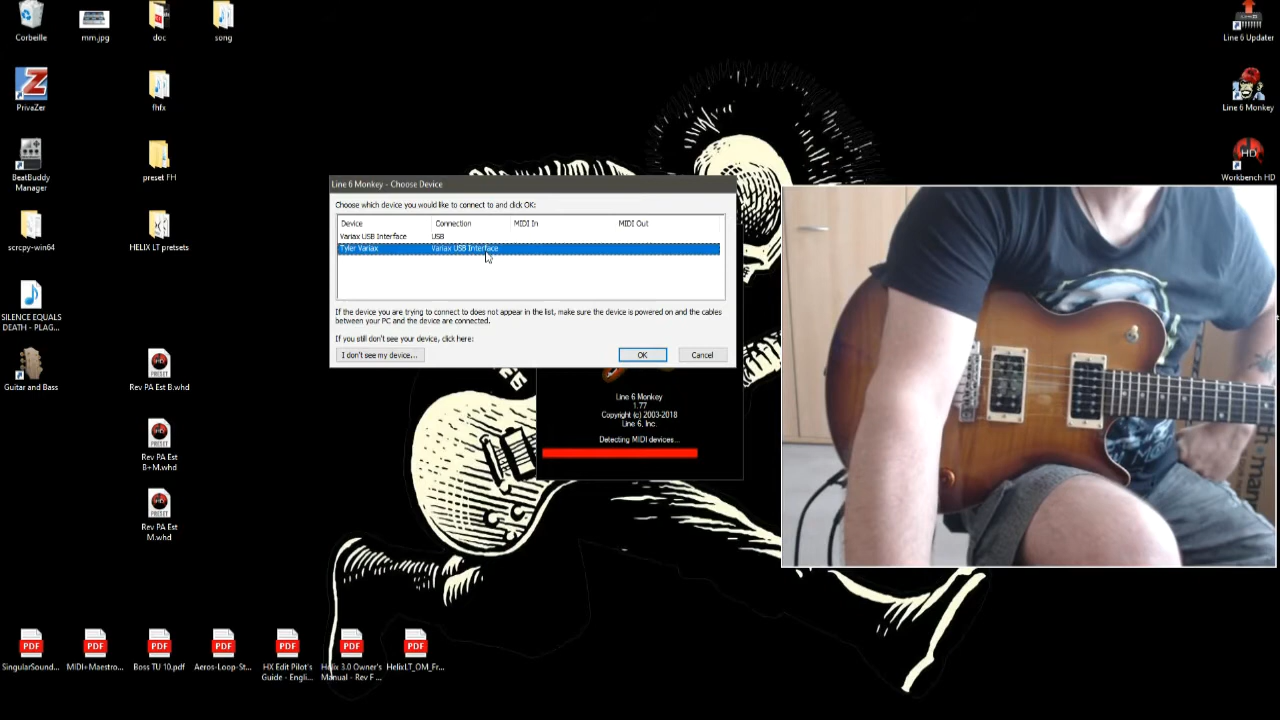 Corbeille
mm.jpg
doc
song
Line 6 Updater
PrivaZer
fhfx
Line 6 Monkey
BeatBuddy
Manager
preset FH
HD
Workbench HD
Line 6 Monkey - Choose Device
Choose which device you would like to connect to and click OK:
Device Connection MIDI In MIDI Out
Variax USB Interface USB
Tyler Variax Variax USB Interface
scrcpy-win64
HELIX LT petsets
If the device you are trying to connect to does not appear in the list, make sure the device is powered on and the cables
between your PC and the device are connected.
If you still don't see your device, click here:
I don't see my device... OK Cancel
SILENCE EQUALS
DEATH - PLAG...
Guitar and Bass
HD
PRESET
Rev PA Est B.whd
Line 6 Monkey
1.77
Copyright (c) 2003-2018
Line 6, Inc.
Detecting MIDI devices...
HD
PRESET
Rev PA Est
B+M.whd
HD
PRESET
Rev PA Est
M.whd
PDF PDF PDF PDF PDF PDF PDF
SingularSound... MIDI+Maestro... Boss TU 10.pdf Aeros-Loop-St... HX Edit Pilot's
Guide - Engli... Helix 3.0 Owner's
Manual - Rev F ... HelixLT_OM_Fr...